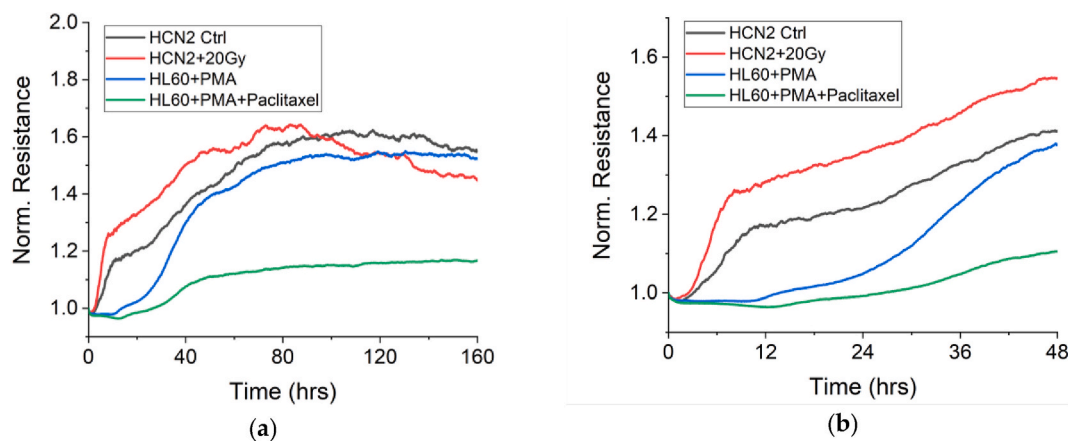 2.0
1.8
1.6
1.4
1.2
1.0
Norm. Resistance
HCN2 Ctrl
HCN2+20Gy
HL60+PMA
HL60+PMA+Paclitaxel
0 40 80 120 160
Time (hrs)
(a)
1.6
1.4
1.2
1.0
Norm. Resistance
HCN2 Ctrl
HCN2+20Gy
HL60+PMA
HL60+PMA+Paclitaxel
0 12 24 36 48
Time (hrs)
(b)